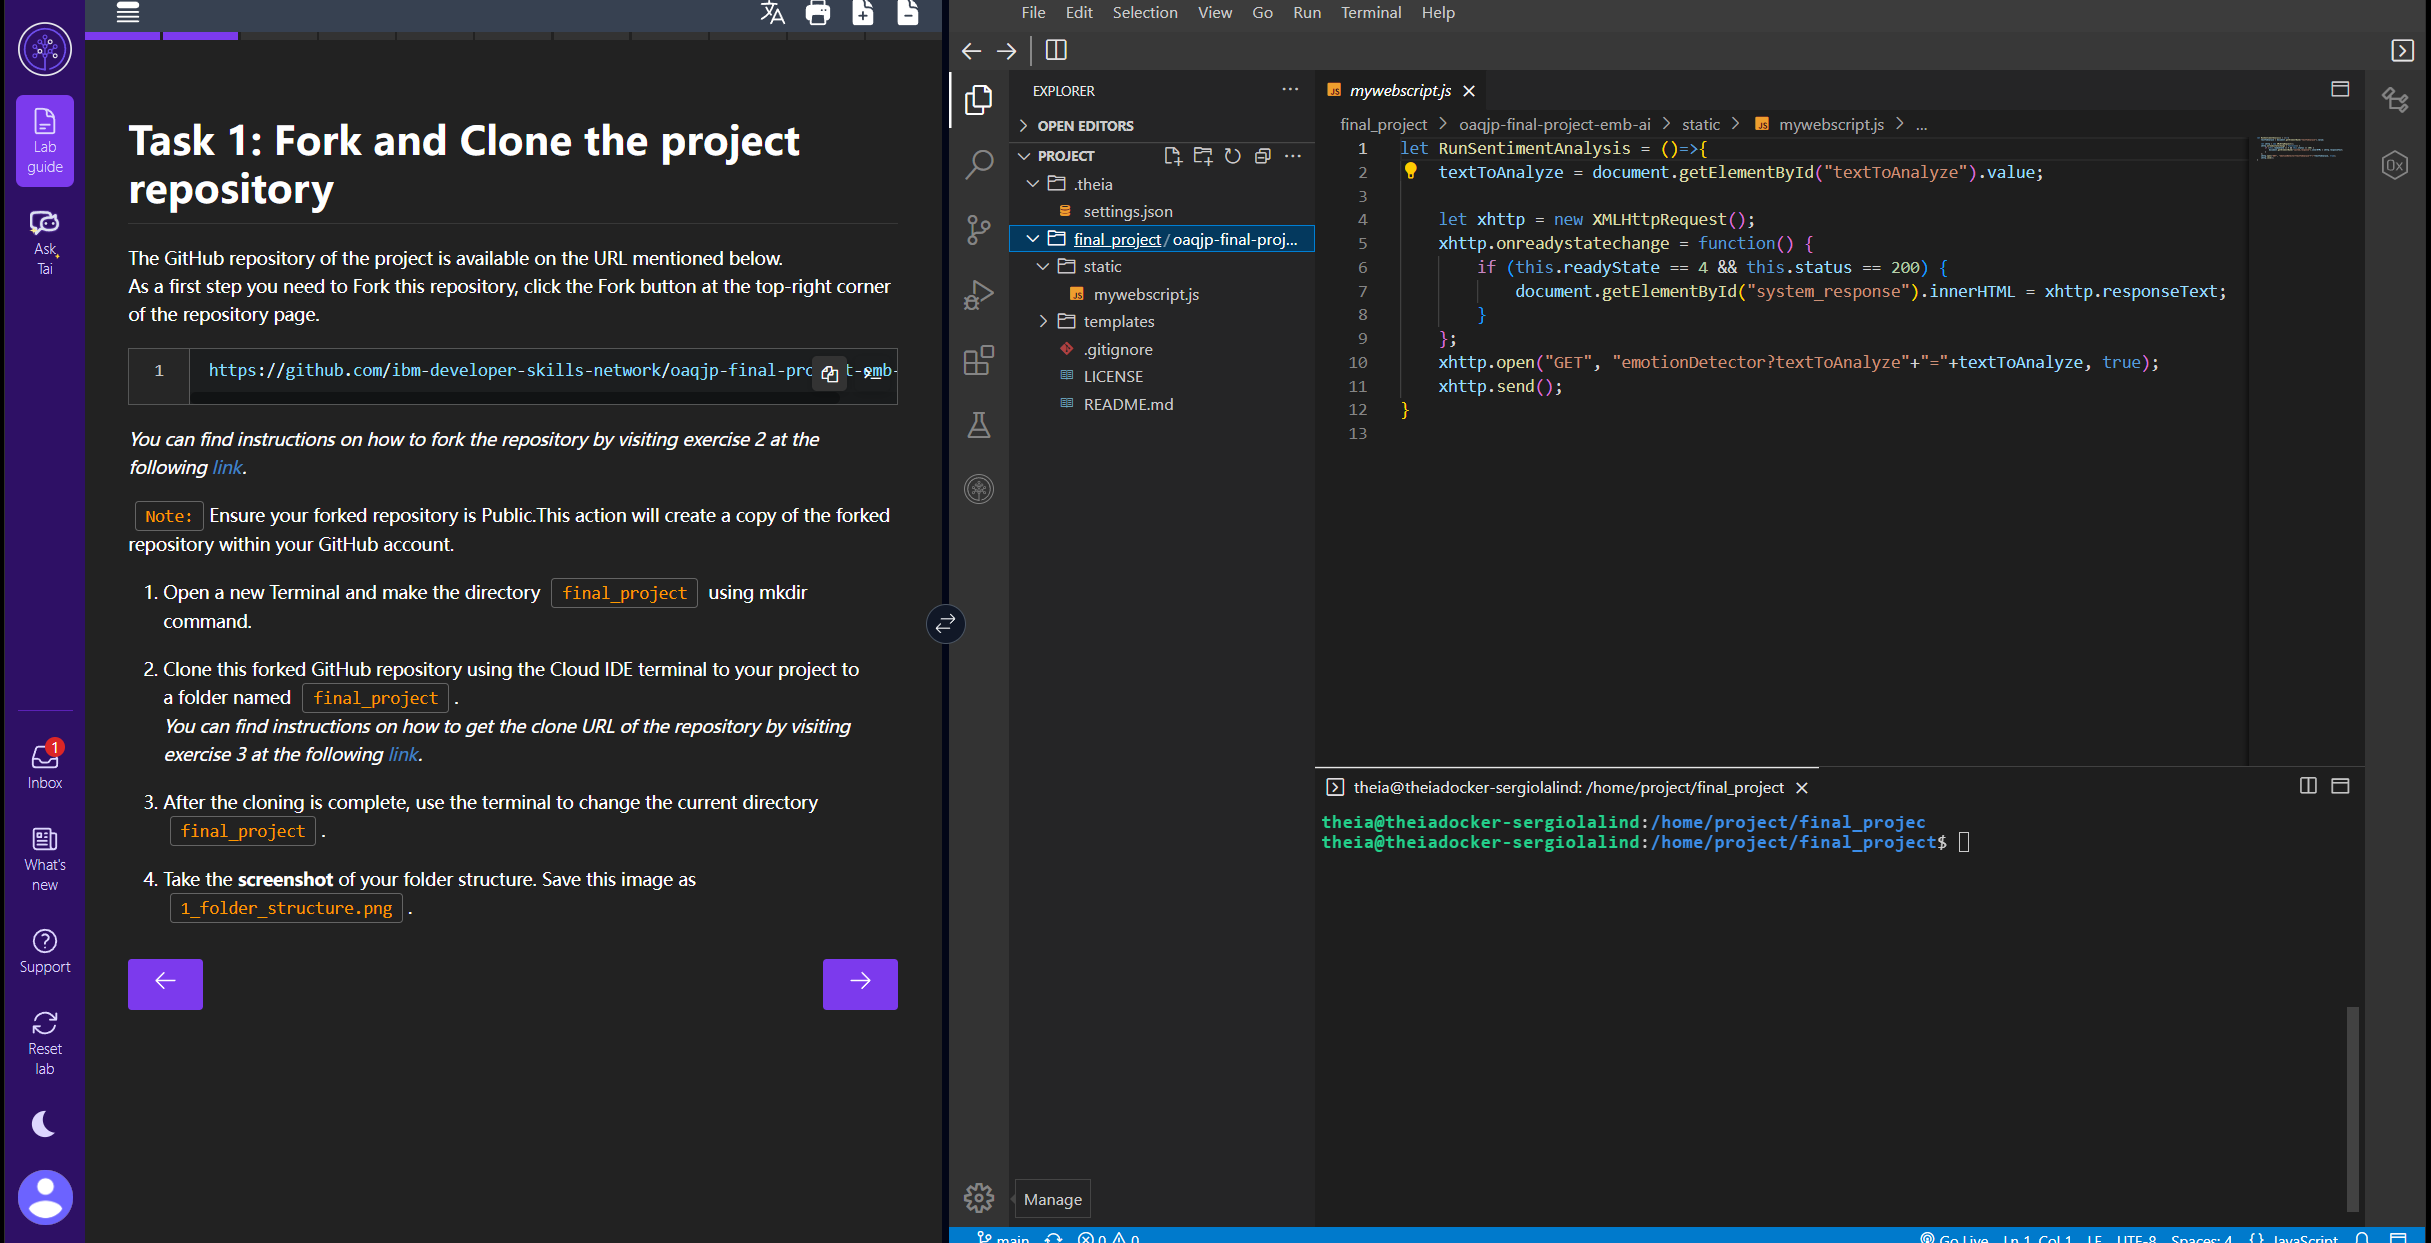 Lab
guide
Ask
Tai
1
Inbox
What's
new
Support
Reset
lab
Task 1: Fork and Clone the project
repository
The GitHub repository of the project is available on the URL mentioned below.
As a first step you need to Fork this repository, click the Fork button at the top-right corner
of the repository page.
1 https://github.com/ibm-developer-skills-network/oaqjp-final-pro t-emb-
You can find instructions on how to fork the repository by visiting exercise 2 at the
following link.
Note: Ensure your forked repository is Public.This action will create a copy of the forked
repository within your GitHub account.
1. Open a new Terminal and make the directory final_project using mkdir
command.
2. Clone this forked GitHub repository using the Cloud IDE terminal to your project to
a folder named final_project .
You can find instructions on how to get the clone URL of the repository by visiting
exercise 3 at the following link.
3. After the cloning is complete, use the terminal to change the current directory
final_project .
4. Take the screenshot of your folder structure. Save this image as
1_folder_structure.png .
File Edit Selection View Go Run Terminal Help
EXPLORER
OPEN EDITORS
PROJECT
.theia
settings.json
final_project / oaqjp-final-proj...
static
mywebscript.js
templates
.gitignore
LICENSE
README.md
Manage
JS mywebscript.js
final_project > oaqjp-final-project-emb-ai > static > JS mywebscript.js > ...
1 let RunSentimentAnalysis = ()=>{
2 textToAnalyze = document.getElementById("textToAnalyze").value;
3
4 let xhttp = new XMLHttpRequest();
5 xhttp.onreadystatechange = function() {
6 if (this.readyState == 4 && this.status == 200) {
7 document.getElementById("system_response").innerHTML = xhttp.responseText;
8 }
9 };
10 xhttp.open("GET", "emotionDetector?textToAnalyze"+"="+textToAnalyze, true);
11 xhttp.send();
12 }
13
0x
theia@theiadocker-sergiolalind: /home/project/final_project
theia@theiadocker-sergiolalind:/home/project/final_projec
theia@theiadocker-sergiolalind:/home/project/final_project$
main 0 0 Go Live Ln 1, Col 1 LF UTF-8 Spaces: 4 {} JavaScript